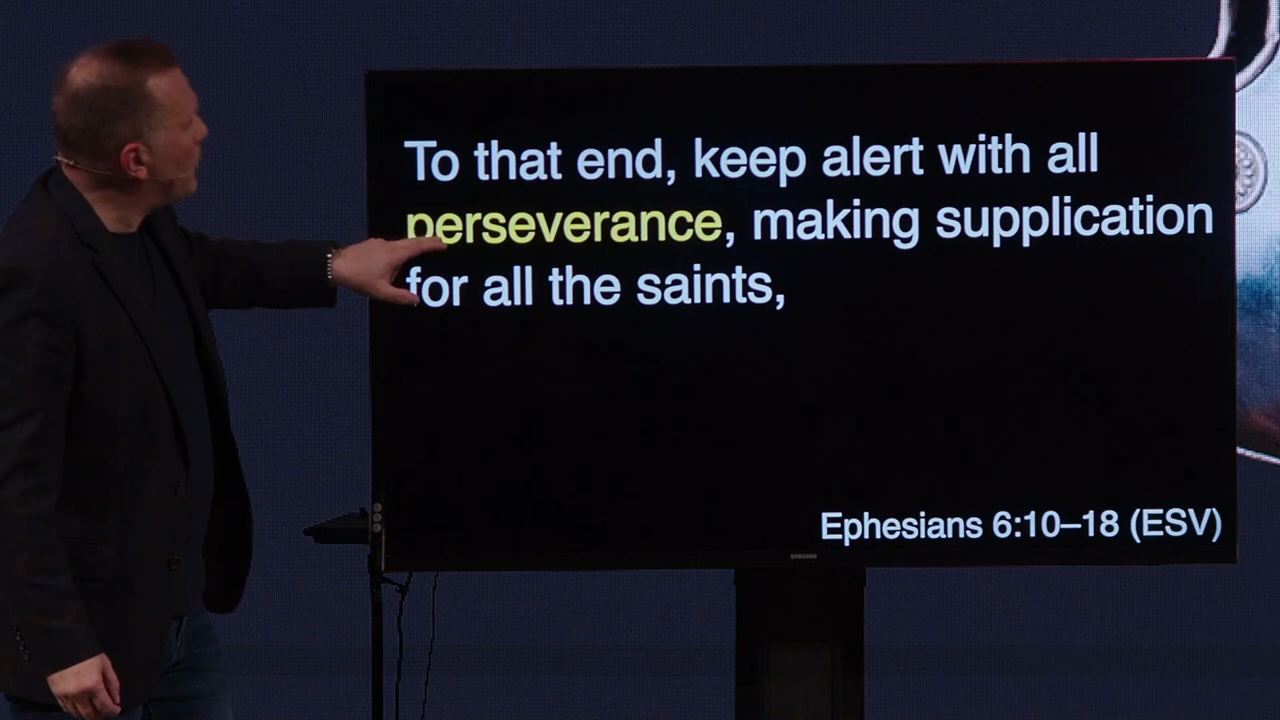 To that end, keep alert with all
perseverance, making supplication
for all the saints,
Ephesians 6:10–18 (ESV)
SAMSUNG